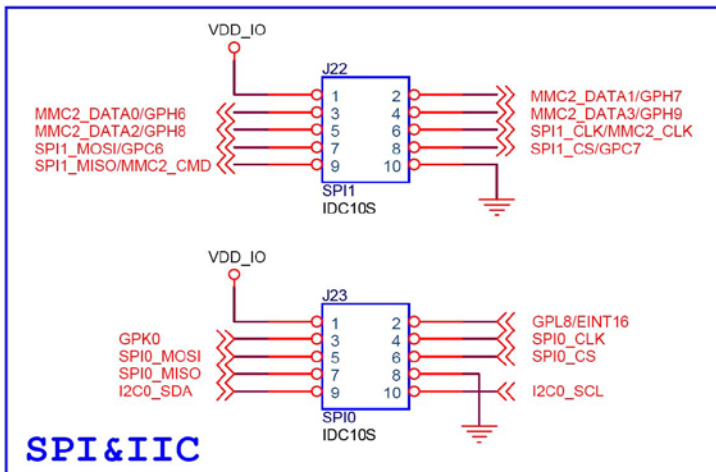 VDD_IO
J22
1 2 MMC2_DATA1/GPH7
MMC2_DATA0/GPH6 3 4 MMC2_DATA3/GPH9
MMC2_DATA2/GPH8 5 6 SPI1_CLK/MMC2_CLK
SPI1_MOSI/GPC6 7 8 SPI1_CS/GPC7
SPI1_MISO/MMC2_CMD 9 10
SPI1
IDC10S
VDD_IO
J23
1 2 GPL8/EINT16
GPK0 3 4 SPI0_CLK
SPI0_MOSI 5 6 SPI0_CS
SPI0_MISO 7 8
I2C0_SDA 9 10 I2C0_SCL
SPI0
IDC10S
SPI&IIC